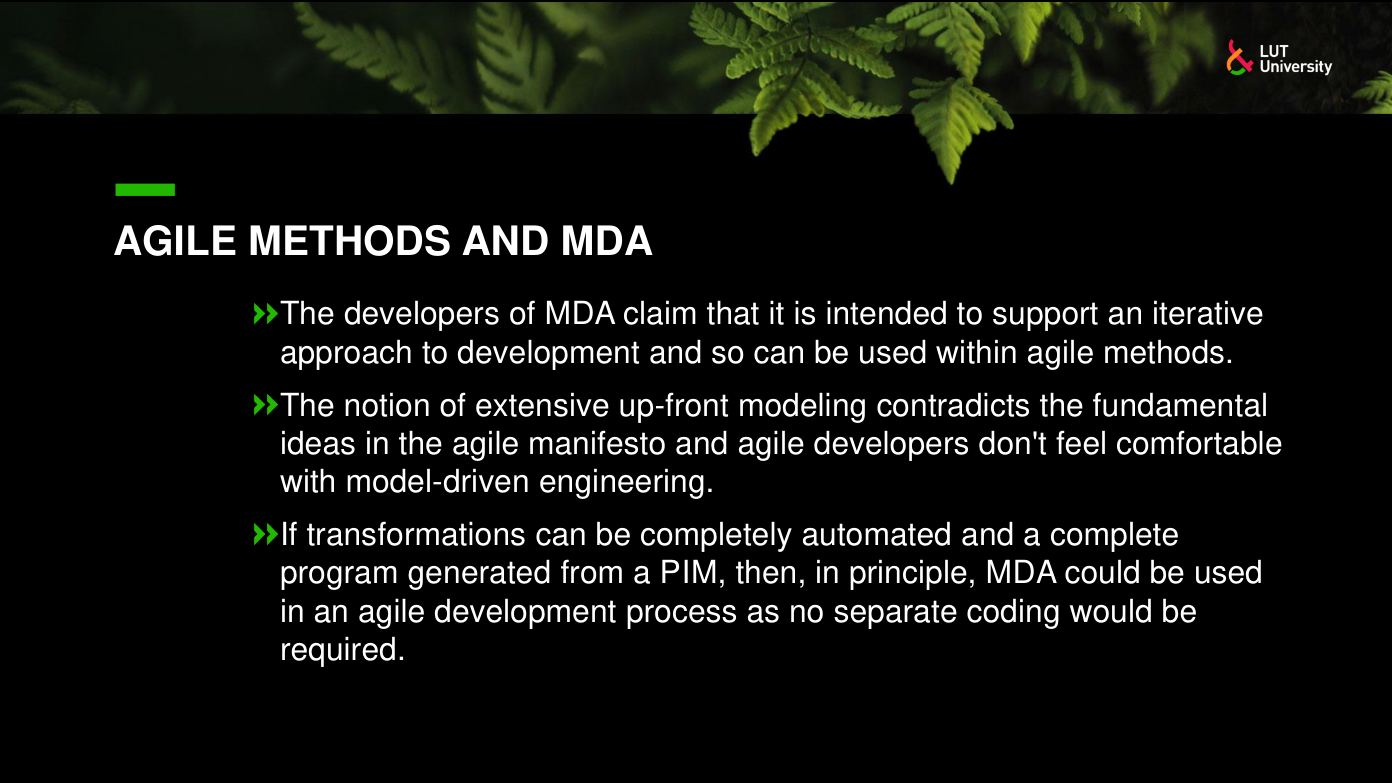 LUT
University
AGILE METHODS AND MDA
The developers of MDA claim that it is intended to support an iterative
approach to development and so can be used within agile methods.
The notion of extensive up-front modeling contradicts the fundamental
ideas in the agile manifesto and agile developers don't feel comfortable
with model-driven engineering.
If transformations can be completely automated and a complete
program generated from a PIM, then, in principle, MDA could be used
in an agile development process as no separate coding would be
required.